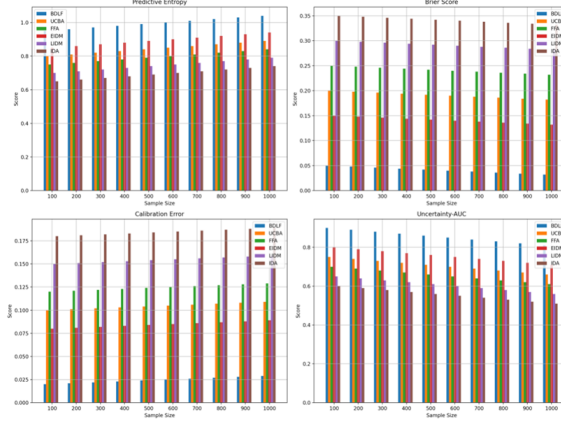 Predictive Entropy
1.0
0.8
0.6
0.4
0.2
0.0
Score
100 200 300 400 500 600 700 800 900 1000
Sample Size
BDLF
UCBA
FFA
EIDM
LIDM
IDA
Brier Score
0.35
0.30
0.25
0.20
0.15
0.10
0.05
0.00
Score
100 200 300 400 500 600 700 800 900 1000
Sample Size
BDLF
UCBA
FFA
EIDM
LIDM
IDA
Calibration Error
0.175
0.150
0.125
0.100
0.075
0.050
0.025
0.000
Score
100 200 300 400 500 600 700 800 900 1000
Sample Size
BDLF
UCBA
FFA
EIDM
LIDM
IDA
Uncertainty-AUC
0.8
0.6
0.4
0.2
0.0
Score
100 200 300 400 500 600 700 800 900 1000
Sample Size
BDLF
UCBA
FFA
EIDM
LIDM
IDA